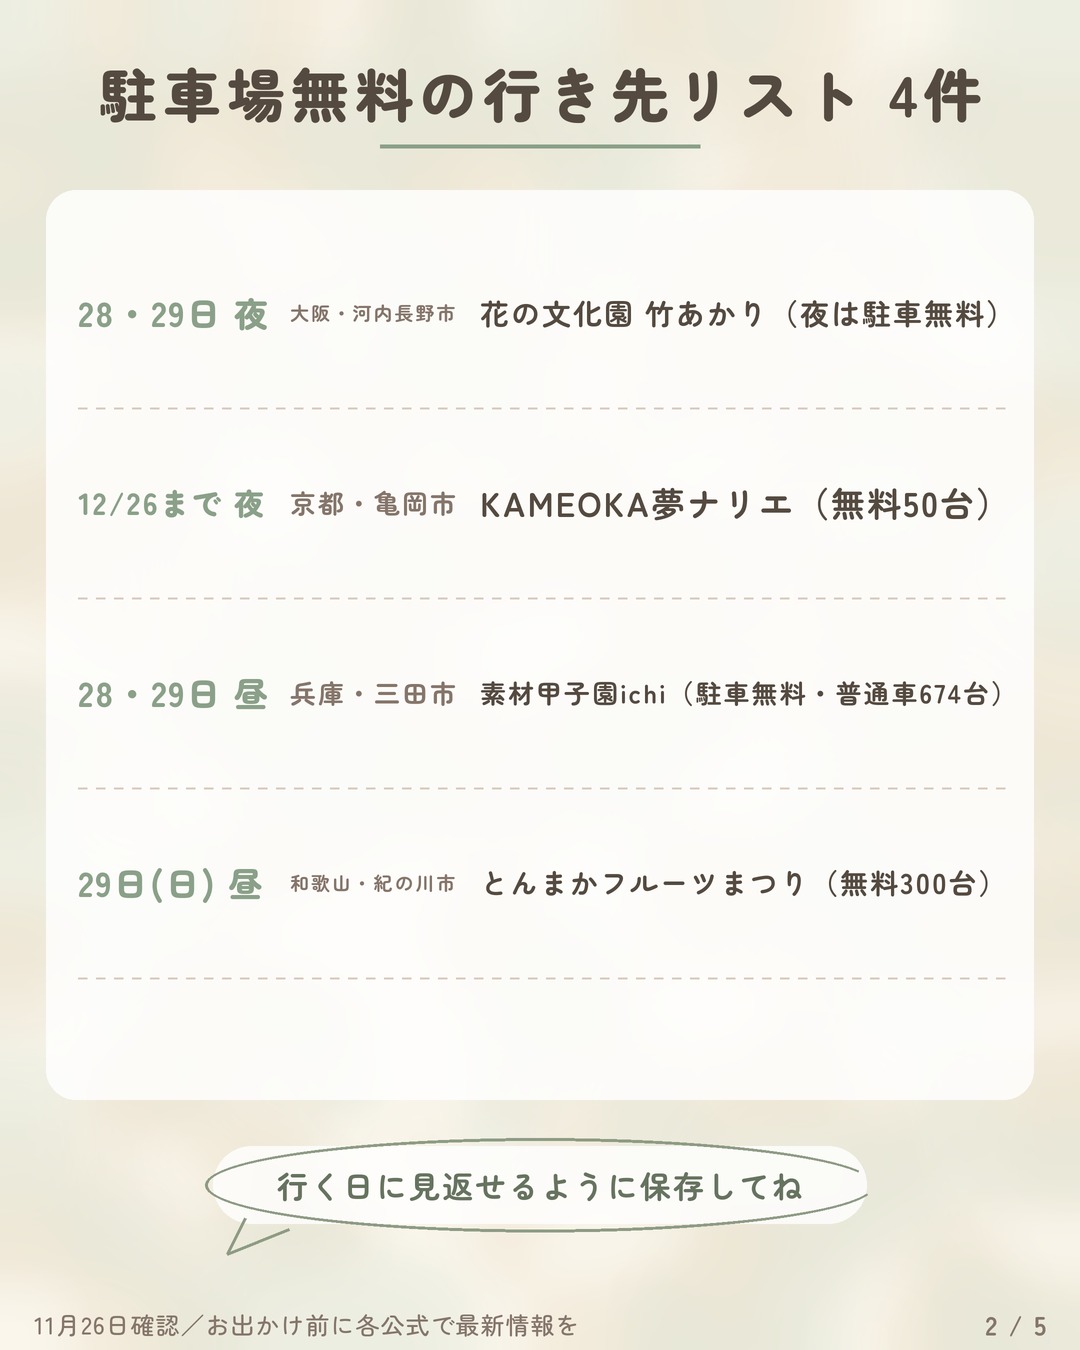 駐車場無料の行き先リスト 4件
28・29日 夜 大阪・河内長野市 花の文化園 竹あかり（夜は駐車無料）
12/26まで 夜 京都・亀岡市 KAMEOKA夢ナリエ（無料50台）
28・29日 昼 兵庫・三田市 素材甲子園ichi（駐車無料・普通車674台）
29日(日) 昼 和歌山・紀の川市 とんまかフルーツまつり（無料300台）
行く日に見返せるように保存してね
11月26日確認／お出かけ前に各公式で最新情報を
2 / 5